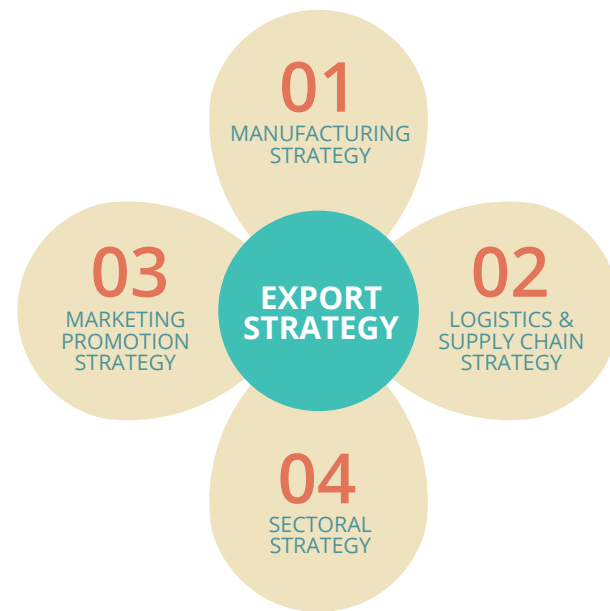 01
MANUFACTURING
STRATEGY
03
MARKETING
PROMOTION
STRATEGY
EXPORT
STRATEGY
02
LOGISTICS &
SUPPLY CHAIN
STRATEGY
04
SECTORAL
STRATEGY